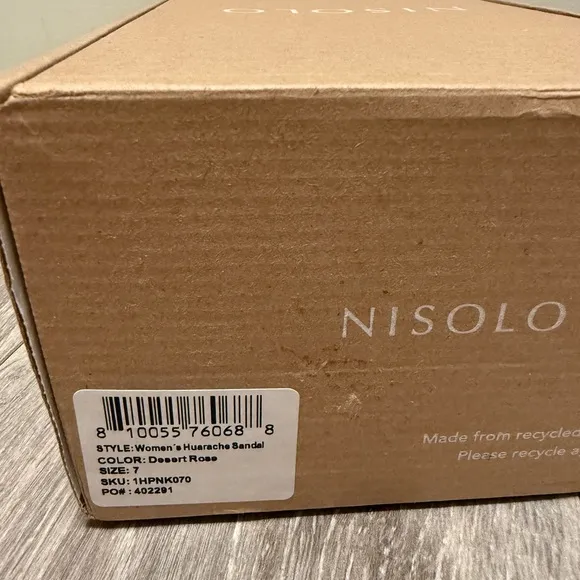 NISOLO
NISOLO
8 10055 76068 8
STYLE: Women´s Huarache Sandal
COLOR: Desert Rose
SIZE: 7
SKU: 1HPNK070
PO# : 402291
Made from recycled
Please recycle